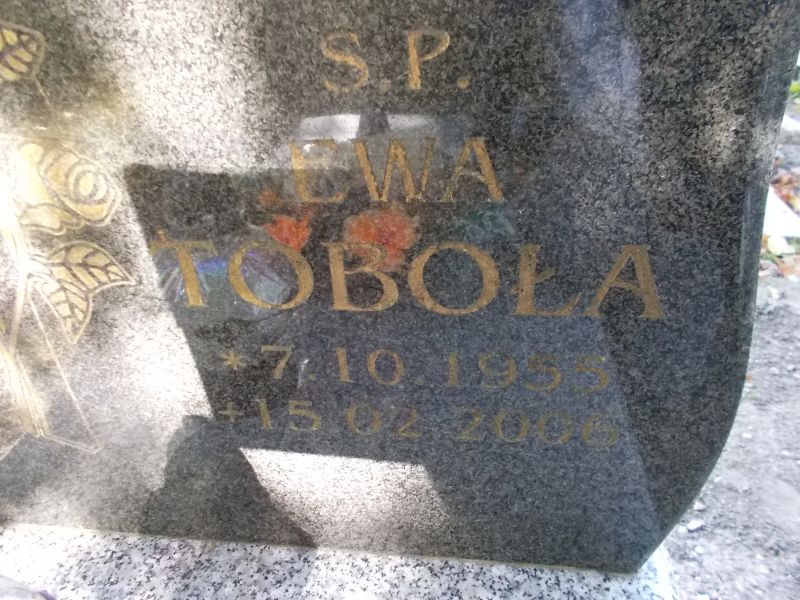 S.P.
EWA
TOBOŁA
*7.10.1955
+15 02 2006